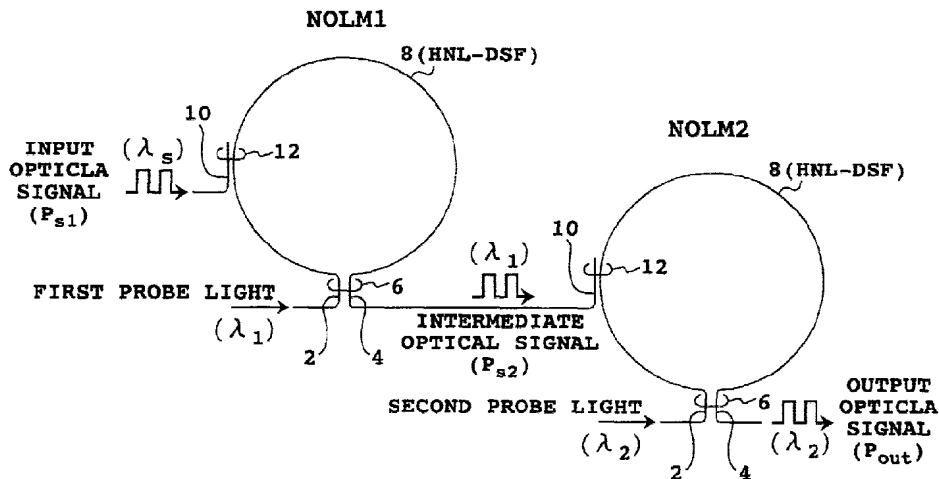 NOLM1
8(HNL-DSF)
10
12
INPUT
OPTICLA
SIGNAL
(Ps1)
(λs)
NOLM2
8(HNL-DSF)
10
12
FIRST PROBE LIGHT
(λ1)
6
2
4
(λ1)
INTERMEDIATE
OPTICAL SIGNAL
(Ps2)
SECOND PROBE LIGHT
(λ2)
6
2
4
(λ2)
OUTPUT
OPTICLA
SIGNAL
(Pout)